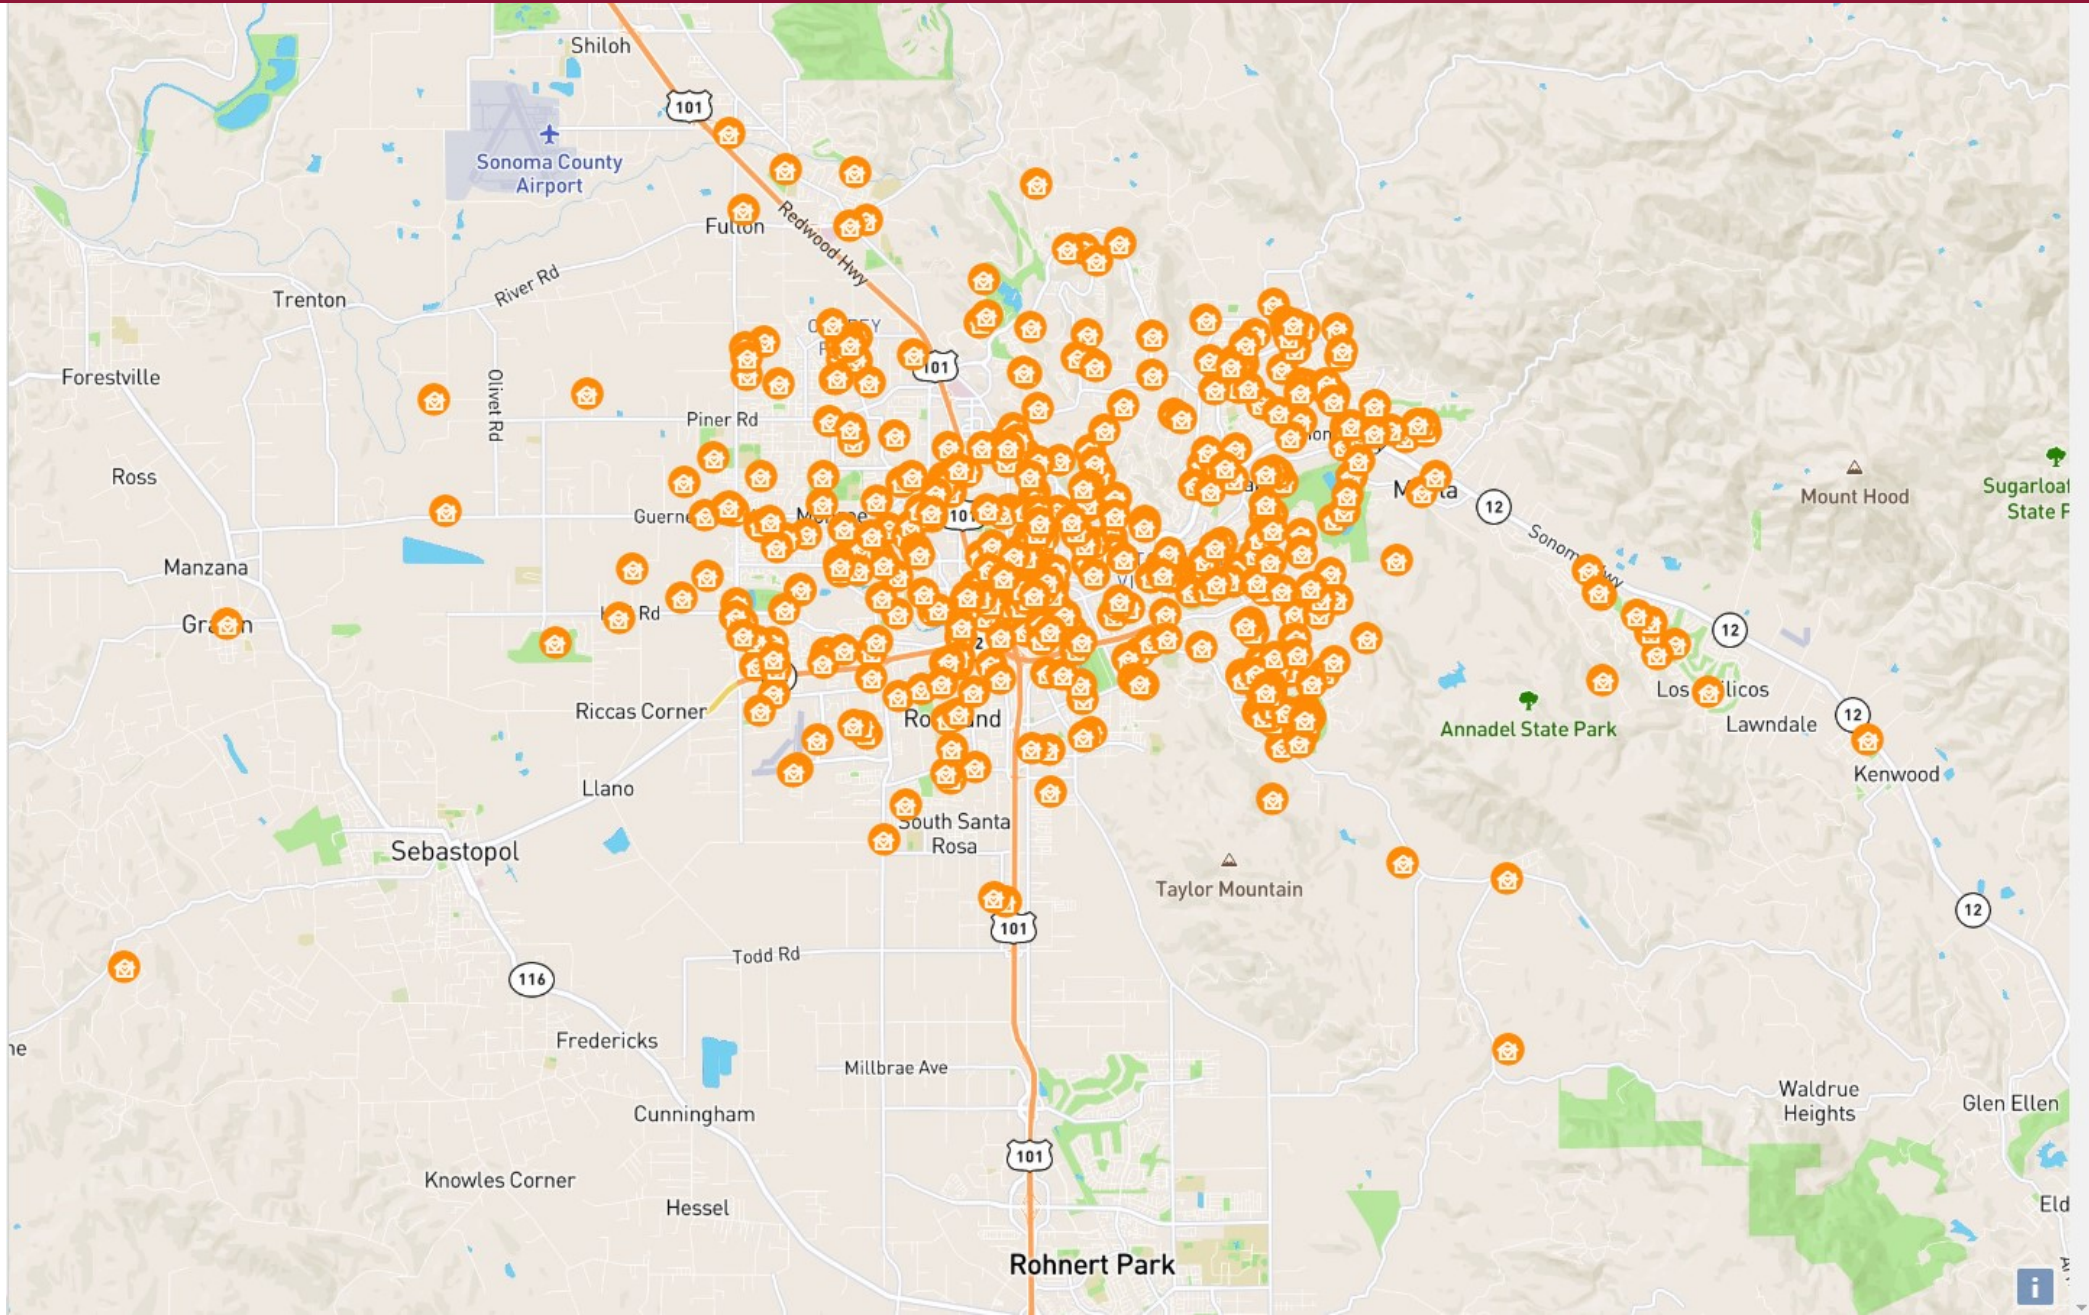 Shiloh
101
Sonoma County
Airport
Fulton
Redwood Hwy
Trenton
River Rd
101
Forestville
Olivet Rd
Piner Rd
Ross
Mount Hood
Sugarloaf
State
12
101
Manzana
12
Riccas Corner
Los
Lawndale
12
Annadel State Park
Kenwood
Llano
South Santa
Rosa
Sebastopol
Taylor Mountain
12
101
Todd Rd
116
Fredericks
Millbrae Ave
Waldrue
Heights
Glen Ellen
Cunningham
101
Knowles Corner
Hessel
Rohnert Park
i